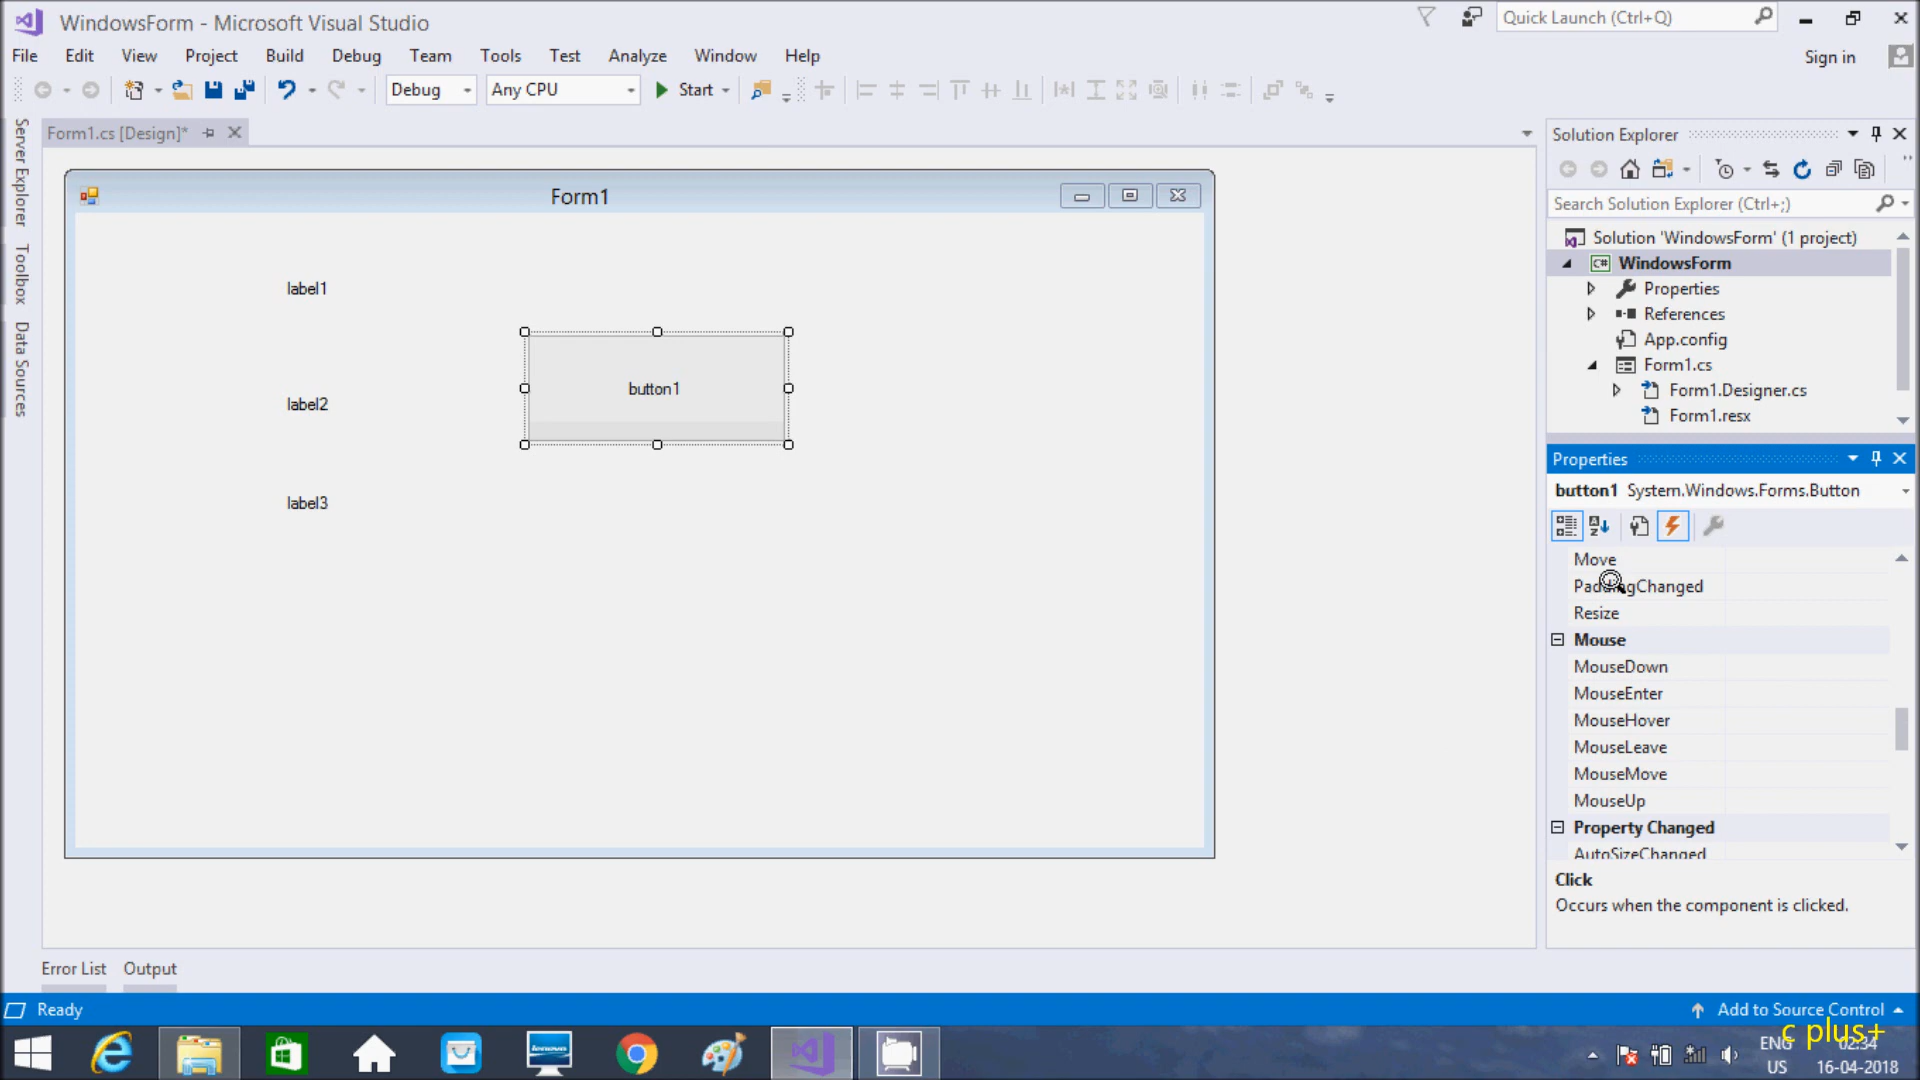 WindowsForm - Microsoft Visual Studio
Quick Launch (Ctrl+Q)
File Edit View Project Build Debug Team Tools Test Analyze Window Help
Sign in
Debug Any CPU Start
Server Explorer
Toolbox
Data Sources
Form1.cs [Design]*
Form1
label1
button1
label2
label3
Solution Explorer
Search Solution Explorer (Ctrl+;)
Solution 'WindowsForm' (1 project)
C# WindowsForm
Properties
References
App.config
Form1.cs
Form1.Designer.cs
Form1.resx
Properties
button1 System.Windows.Forms.Button
Move
PaddingChanged
Resize
Mouse
MouseDown
MouseEnter
MouseHover
MouseLeave
MouseMove
MouseUp
Property Changed
AutoSizeChanged
Click
Occurs when the component is clicked.
Error List Output
Ready
Add to Source Control
c plus+
ENG 02:34
US 16-04-2018